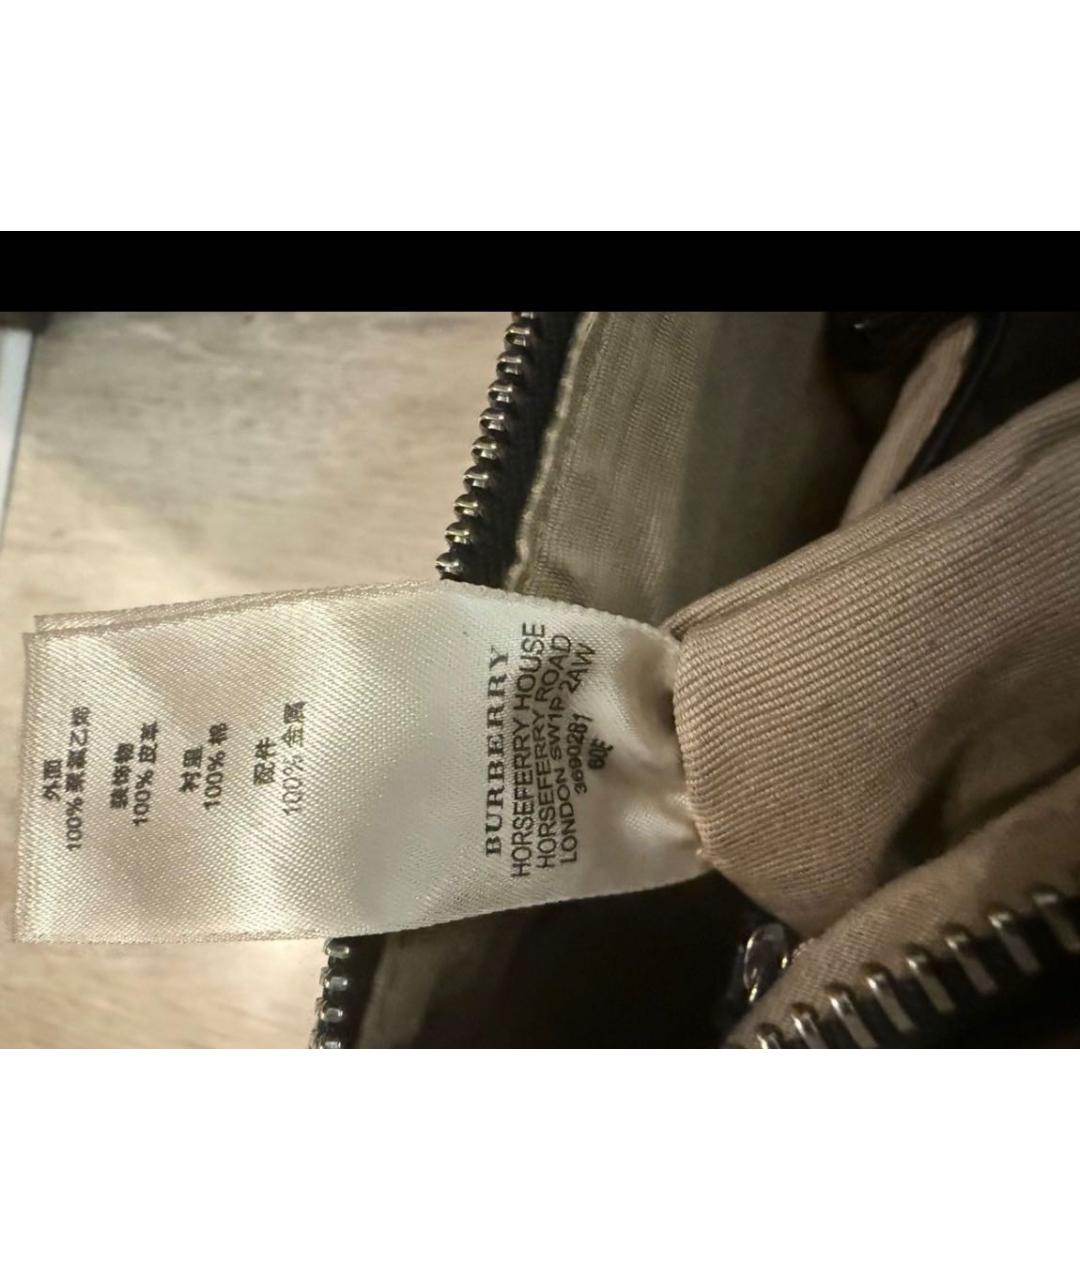 BURBERRY
HORSEFERRY HOUSE
HORSEFERRY ROAD
LONDON SW1P 2AW
3690281
60E
外面
100% 聚氯乙烯
装饰物
100% 皮革
衬里
100% 棉
配件
100% 金属